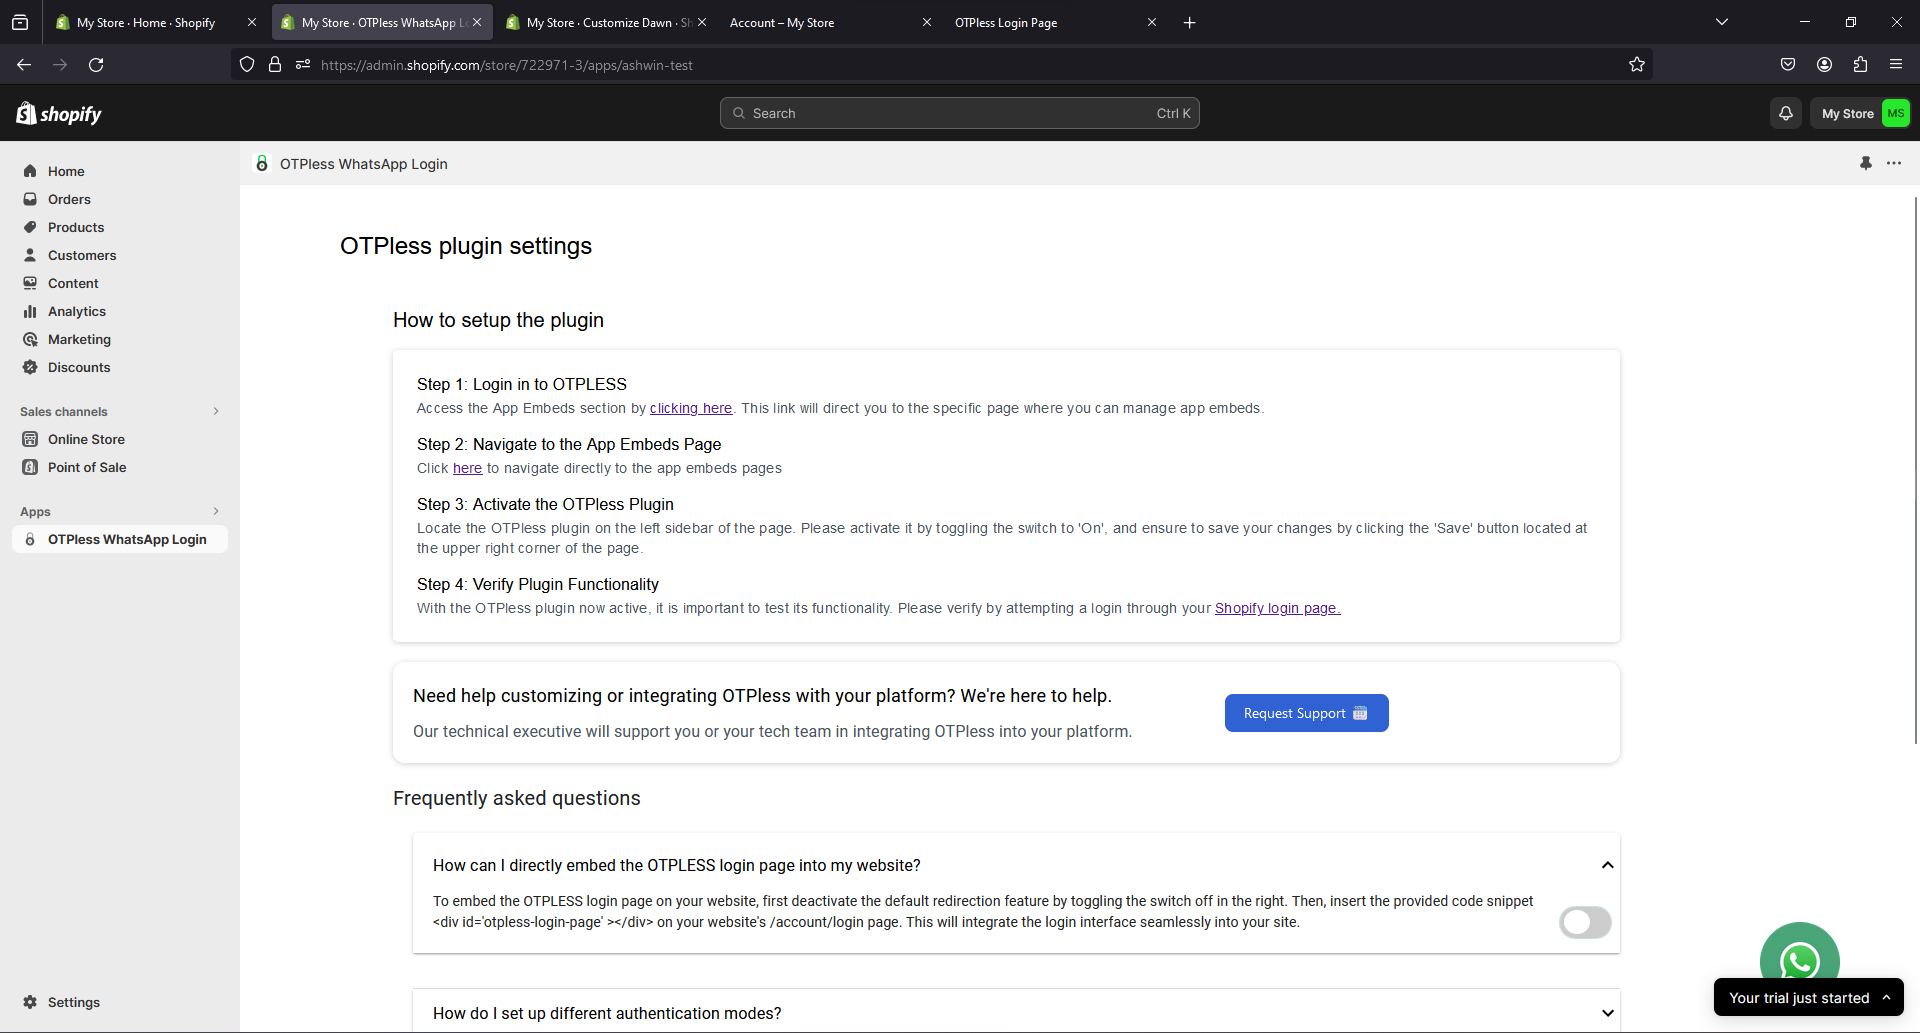 My Store · Home · Shopify
My Store · OTPless WhatsApp Lo
My Store · Customize Dawn · Sh
Account – My Store
OTPless Login Page
https://admin.shopify.com/store/722971-3/apps/ashwin-test
shopify
Search
Ctrl K
My Store
MS
Home
Orders
Products
Customers
Content
Analytics
Marketing
Discounts
Sales channels
Online Store
Point of Sale
Apps
OTPless WhatsApp Login
Settings
OTPless WhatsApp Login
OTPless plugin settings
How to setup the plugin
Step 1: Login in to OTPLESS
Access the App Embeds section by clicking here. This link will direct you to the specific page where you can manage app embeds.
Step 2: Navigate to the App Embeds Page
Click here to navigate directly to the app embeds pages
Step 3: Activate the OTPless Plugin
Locate the OTPless plugin on the left sidebar of the page. Please activate it by toggling the switch to 'On', and ensure to save your changes by clicking the 'Save' button located at
the upper right corner of the page.
Step 4: Verify Plugin Functionality
With the OTPless plugin now active, it is important to test its functionality. Please verify by attempting a login through your Shopify login page.
Need help customizing or integrating OTPless with your platform? We're here to help.
Our technical executive will support you or your tech team in integrating OTPless into your platform.
Request Support
Frequently asked questions
How can I directly embed the OTPLESS login page into my website?
To embed the OTPLESS login page on your website, first deactivate the default redirection feature by toggling the switch off in the right. Then, insert the provided code snippet
<div id='otpless-login-page' ></div> on your website's /account/login page. This will integrate the login interface seamlessly into your site.
How do I set up different authentication modes?
Your trial just started